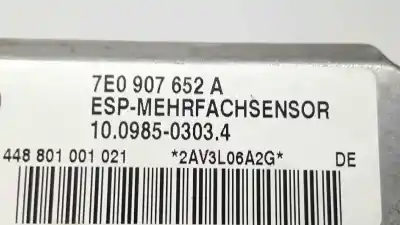 7E0 907 652 A
ESP-MEHRFACHSENSOR
10.0985-0303.4
448 801 001 021 *2AV3L06A2G* DE